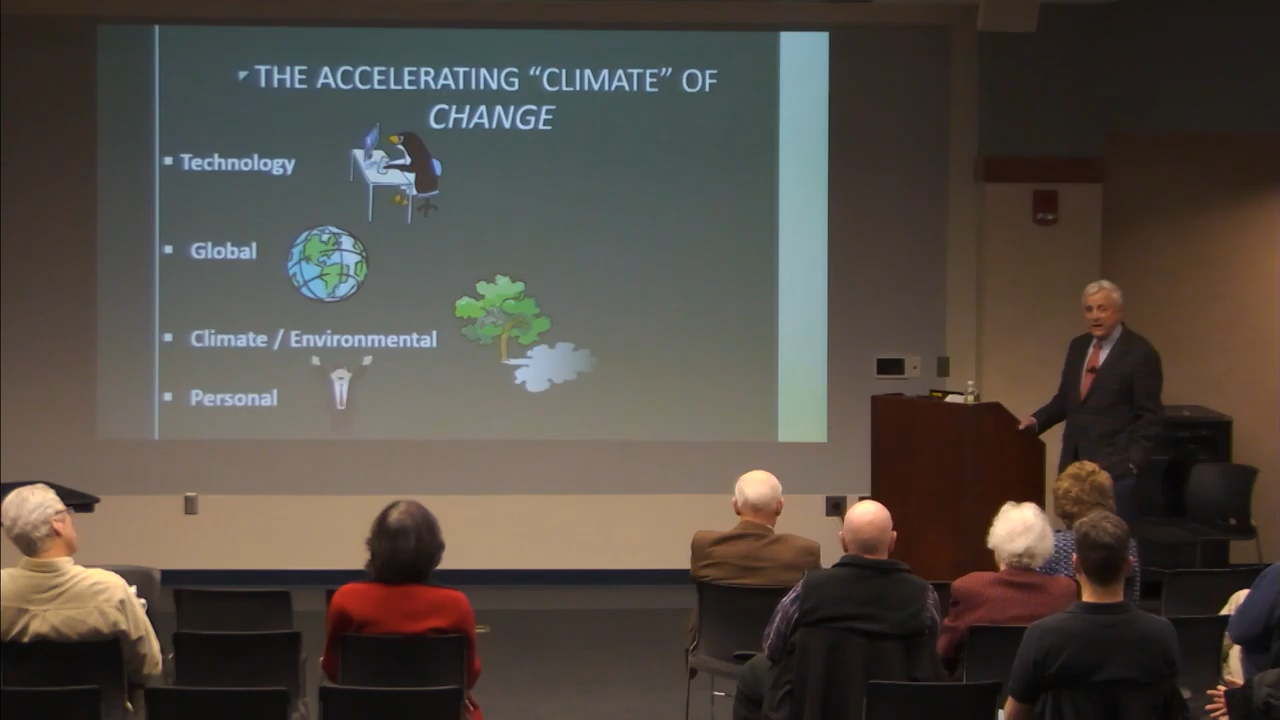 THE ACCELERATING “CLIMATE” OF
CHANGE
Technology
Global
Climate / Environmental
Personal